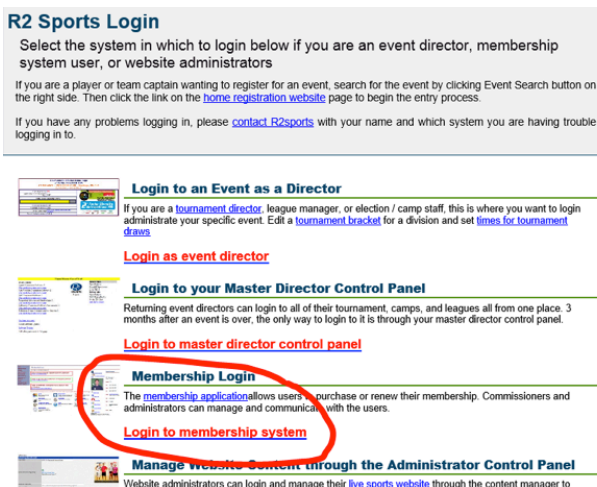 R2 Sports Login
Select the system in which to login below if you are an event director, membership
system user, or website administrators
If you are a player or team captain wanting to register for an event, search for the event by clicking Event Search button on
the right side. Then click the link on the home registration website page to begin the entry process.
If you have any problems logging in, please contact R2sports with your name and which system you are having trouble
logging in to.
Login to an Event as a Director
If you are a tournament director, league manager, or election / camp staff, this is where you want to login
administrate your specific event. Edit a tournament bracket for a division and set times for tournament
draws
Login as event director
Login to your Master Director Control Panel
Returning event directors can login to all of their tournament, camps, and leagues all from one place. 3
months after an event is over, the only way to login to it is through your master director control panel.
Login to master director control panel
Membership Login
The membership applicationallows users purchase or renew their membership. Commissioners and
administrators can manage and communicate with the users.
Login to membership system
Manage Website Content through the Administrator Control Panel
Website administrators can login and manage their live sports website through the content manager to